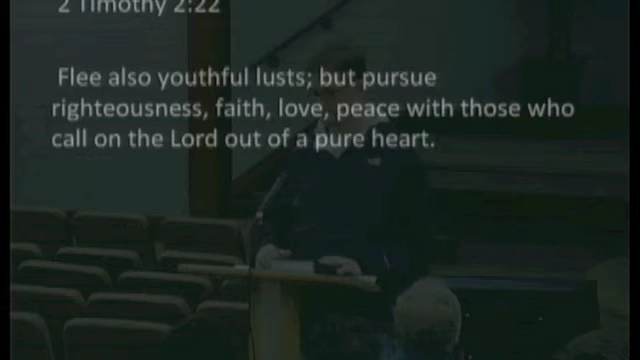 2 Timothy 2:22
Flee also youthful lusts; but pursue
righteousness, faith, love, peace with those who
call on the Lord out of a pure heart.